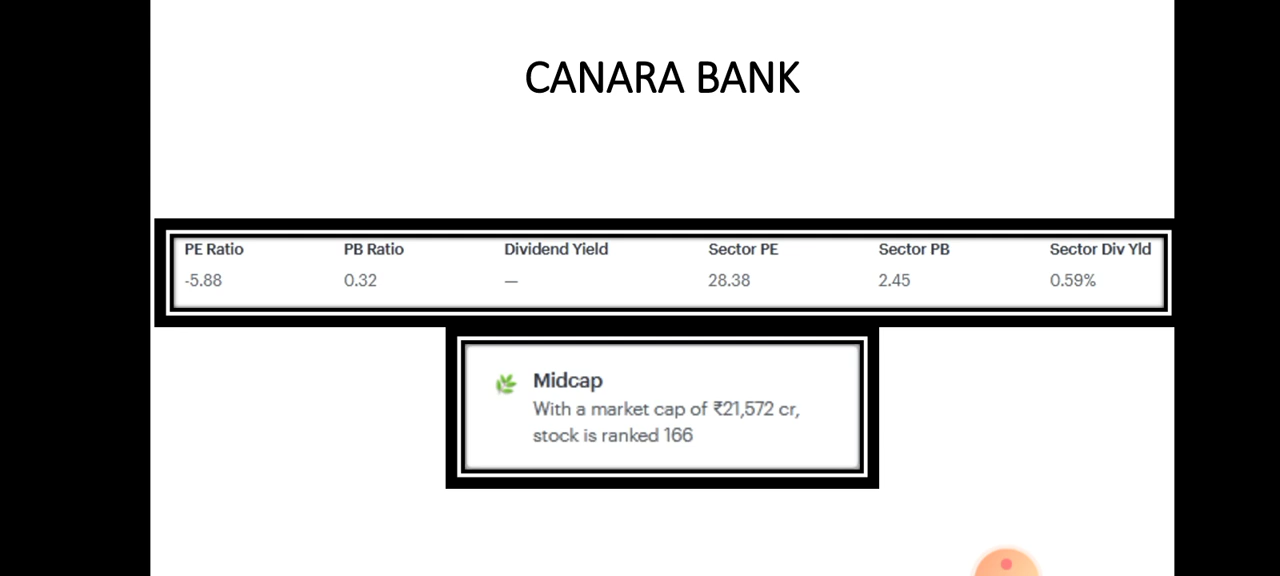 CANARA BANK
PE Ratio PB Ratio Dividend Yield Sector PE Sector PB Sector Div Yld
-5.88 0.32 — 28.38 2.45 0.59%
Midcap
With a market cap of ₹21,572 cr,
stock is ranked 166